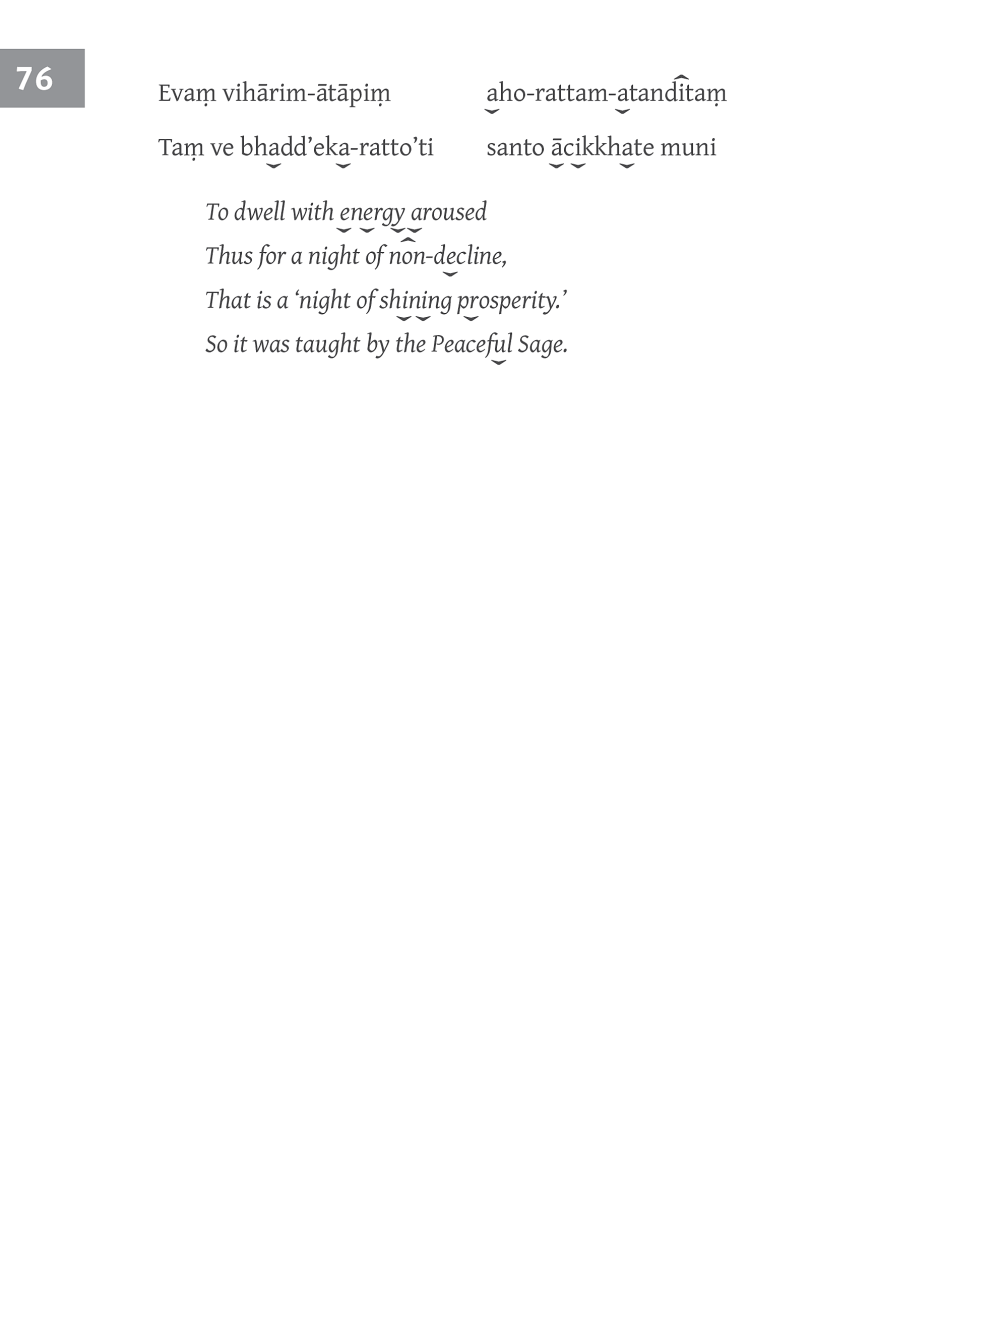 76
Evaṃ vihārim-ātāpiṃ aho-rattam-atanditaṃ
Taṃ ve bhadd’eka-ratto’ti santo ācikkhate muni
To dwell with energy aroused
Thus for a night of non-decline,
That is a ‘night of shining prosperity.’
So it was taught by the Peaceful Sage.